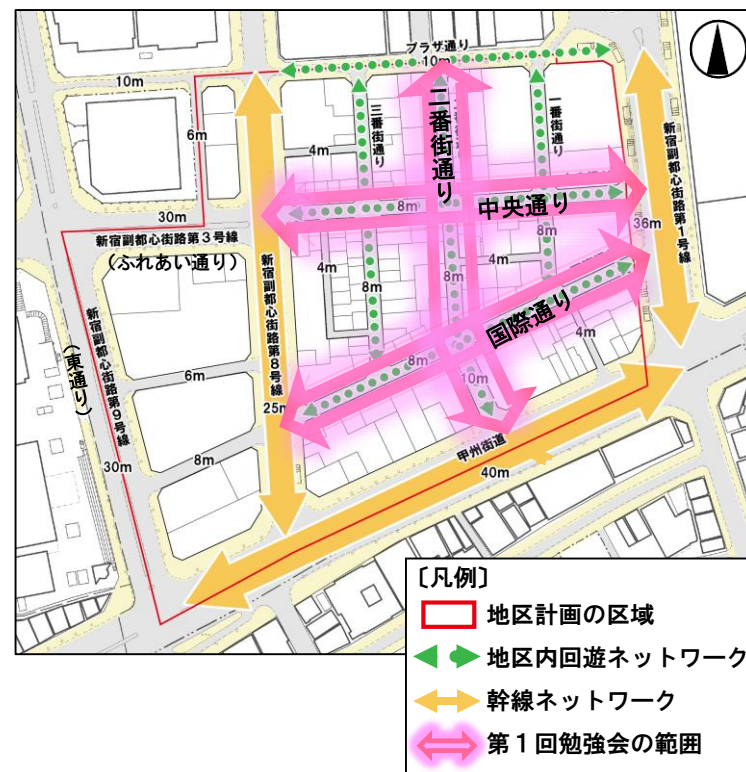 プラザ通り
10m
10m
6m
三番街通り
二番街通り
一番街通り
4m
30m
新宿副都心街路第3号線
(ふれあい通り)
8m
中央通り
8m
36m
新宿副都心街路第1号線
新宿副都心街路第9号線
(東通り)
新宿副都心街路第8号線
4m
8m
4m
国際通り
4m
6m
8m
25m
10m
8m
30m
甲州街道
40m
〔凡例〕
地区計画の区域
地区内回遊ネットワーク
幹線ネットワーク
第1回勉強会の範囲